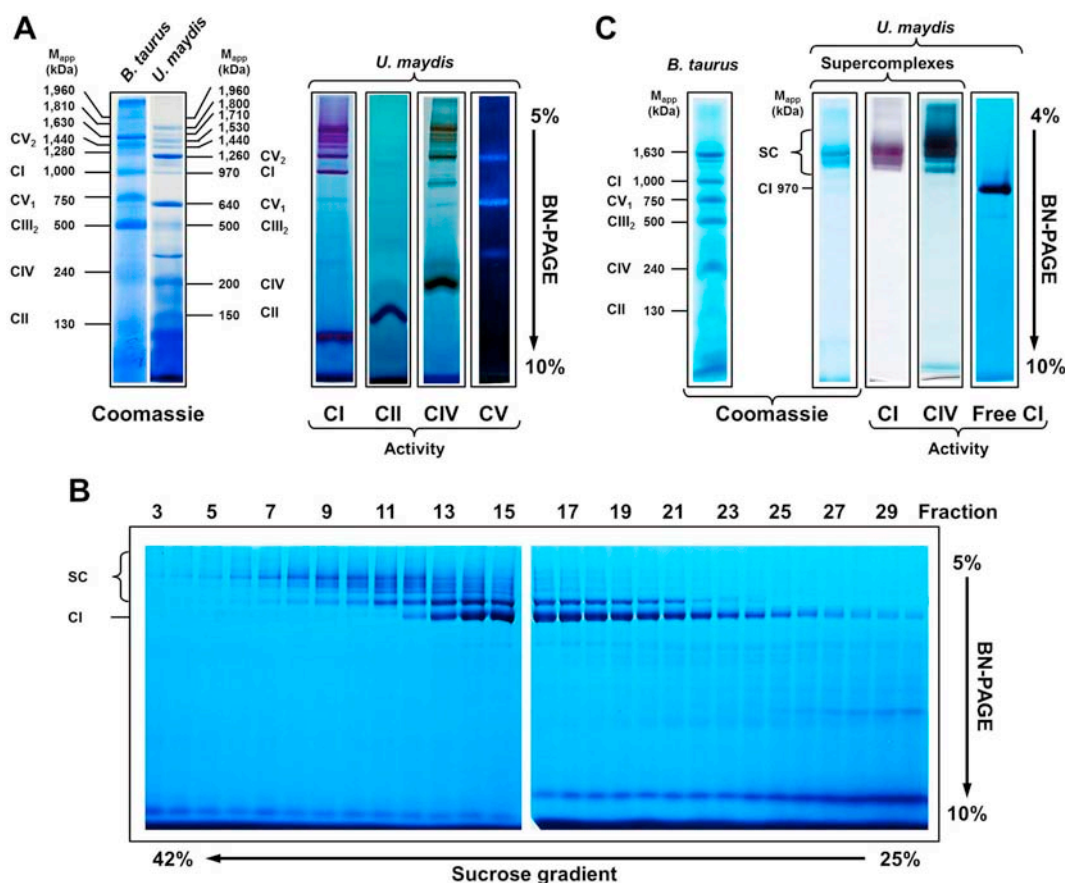 A
B. taurus
U. maydis
Mapp
(kDa)
Mapp
(kDa)
1,960
1,810
1,630
CV2 1,440
1,280
CI 1,000
CV1 750
CIII2 500
CIV 240
CII 130
1,960
1,800
1,710
1,530
1,440
1,260 CV2
970 CI
640 CV1
CIII2
200 CIV
150 CII
Coomassie
U. maydis
CI CII CIV CV
Activity
5%
BN-PAGE
10%
C
U. maydis
B. taurus
Supercomplexes
Mapp
(kDa)
Mapp
(kDa)
1,630
CI 1,000
CV1 750
CIII2 500
CIV 240
CII 130
SC
CI 970
4%
BN-PAGE
10%
Coomassie
CI CIV Free CI
Activity
B
3 5 7 9 11 13 15 17 19 21 23 25 27 29 Fraction
SC
CI
5%
BN-PAGE
10%
42% 25%
Sucrose gradient